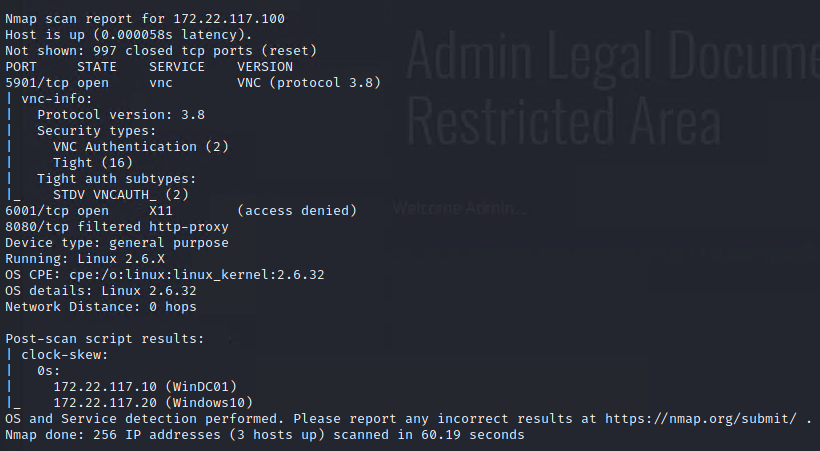 Nmap scan report for 172.22.117.100
Host is up (0.000058s latency).
Not shown: 997 closed tcp ports (reset)
PORT     STATE    SERVICE    VERSION
5901/tcp open     vnc        VNC (protocol 3.8)
| vnc-info:
|   Protocol version: 3.8
|   Security types:
|     VNC Authentication (2)
|     Tight (16)
|   Tight auth subtypes:
|_    STDV VNCAUTH_ (2)
6001/tcp open     X11        (access denied)
8080/tcp filtered http-proxy
Device type: general purpose
Running: Linux 2.6.X
OS CPE: cpe:/o:linux:linux_kernel:2.6.32
OS details: Linux 2.6.32
Network Distance: 0 hops
Post-scan script results:
| clock-skew:
|   0s:
|     172.22.117.10 (WinDC01)
|_    172.22.117.20 (Windows10)
OS and Service detection performed. Please report any incorrect results at https://nmap.org/submit/ .
Nmap done: 256 IP addresses (3 hosts up) scanned in 60.19 seconds
Admin Legal Docume
Restricted Area
Welcome Admin...